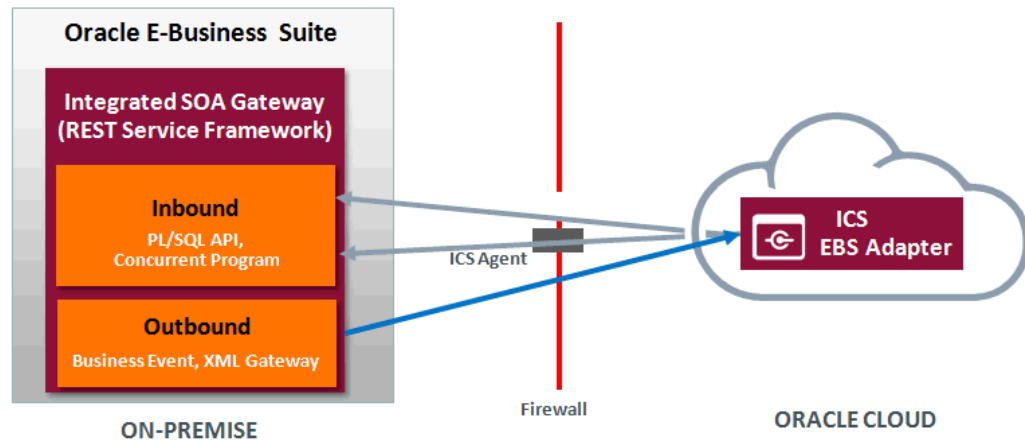 Oracle E-Business Suite
Integrated SOA Gateway
(REST Service Framework)
Inbound
PL/SQL API,
Concurrent Program
Outbound
Business Event, XML Gateway
ON-PREMISE
ICS Agent
Firewall
ICS
EBS Adapter
ORACLE CLOUD